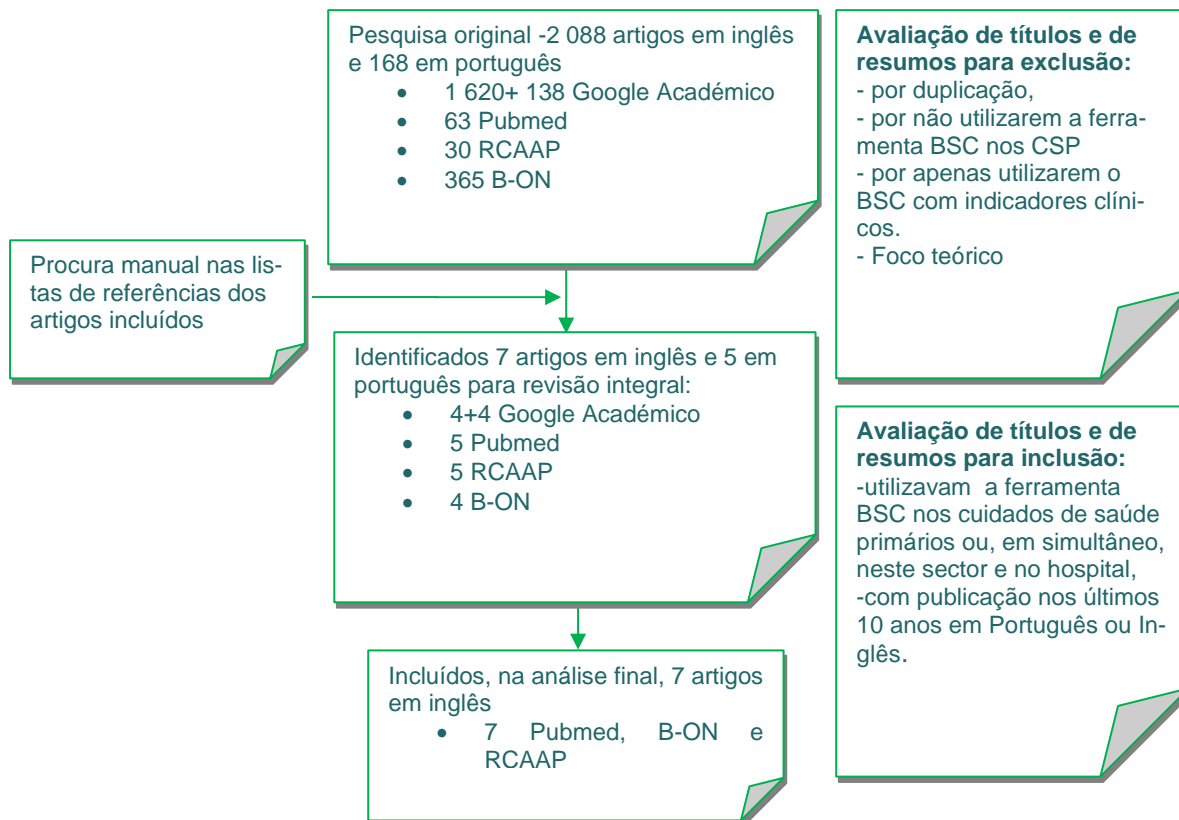 Pesquisa original -2 088 artigos em inglês
e 168 em português
• 1 620+ 138 Google Académico
• 63 Pubmed
• 30 RCAAP
• 365 B-ON
Procura manual nas lis-
tas de referências dos
artigos incluídos
Identificados 7 artigos em inglês e 5 em
português para revisão integral:
• 4+4 Google Académico
• 5 Pubmed
• 5 RCAAP
• 4 B-ON
Incluídos, na análise final, 7 artigos
em inglês
• 7 Pubmed, B-ON e
RCAAP
Avaliação de títulos e de
resumos para exclusão:
- por duplicação,
- por não utilizarem a ferra-
menta BSC nos CSP
- por apenas utilizarem o
BSC com indicadores clíni-
cos.
- Foco teórico
Avaliação de títulos e de
resumos para inclusão:
-utilizavam a ferramenta
BSC nos cuidados de saúde
primários ou, em simultâneo,
neste sector e no hospital,
-com publicação nos últimos
10 anos em Português ou In-
glês.